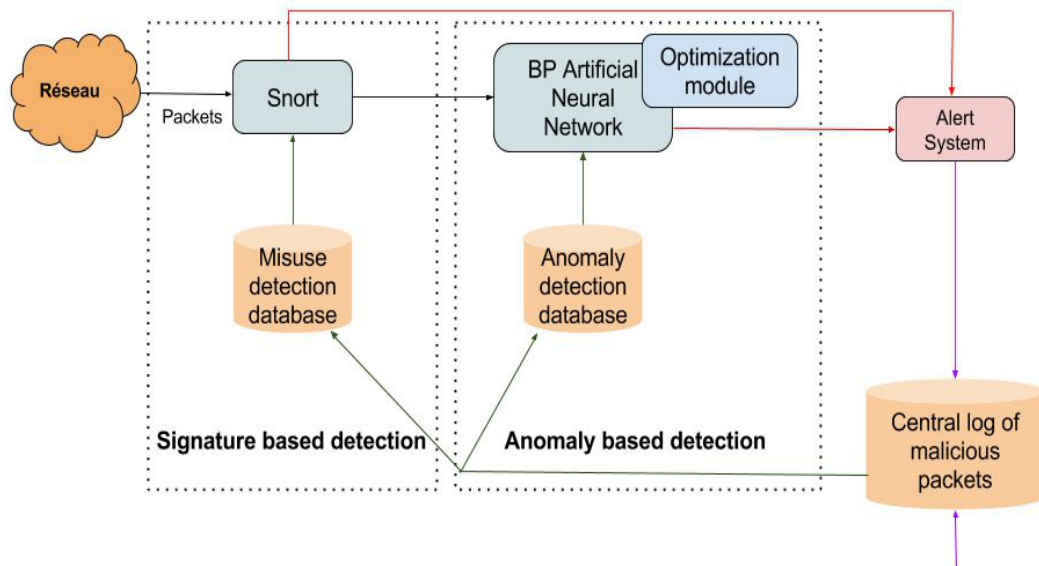 Réseau
Packets
Snort
BP Artificial
Neural
Network
Optimization
module
Alert
System
Misuse
detection
database
Anomaly
detection
database
Signature based detection
Anomaly based detection
Central log of
malicious
packets